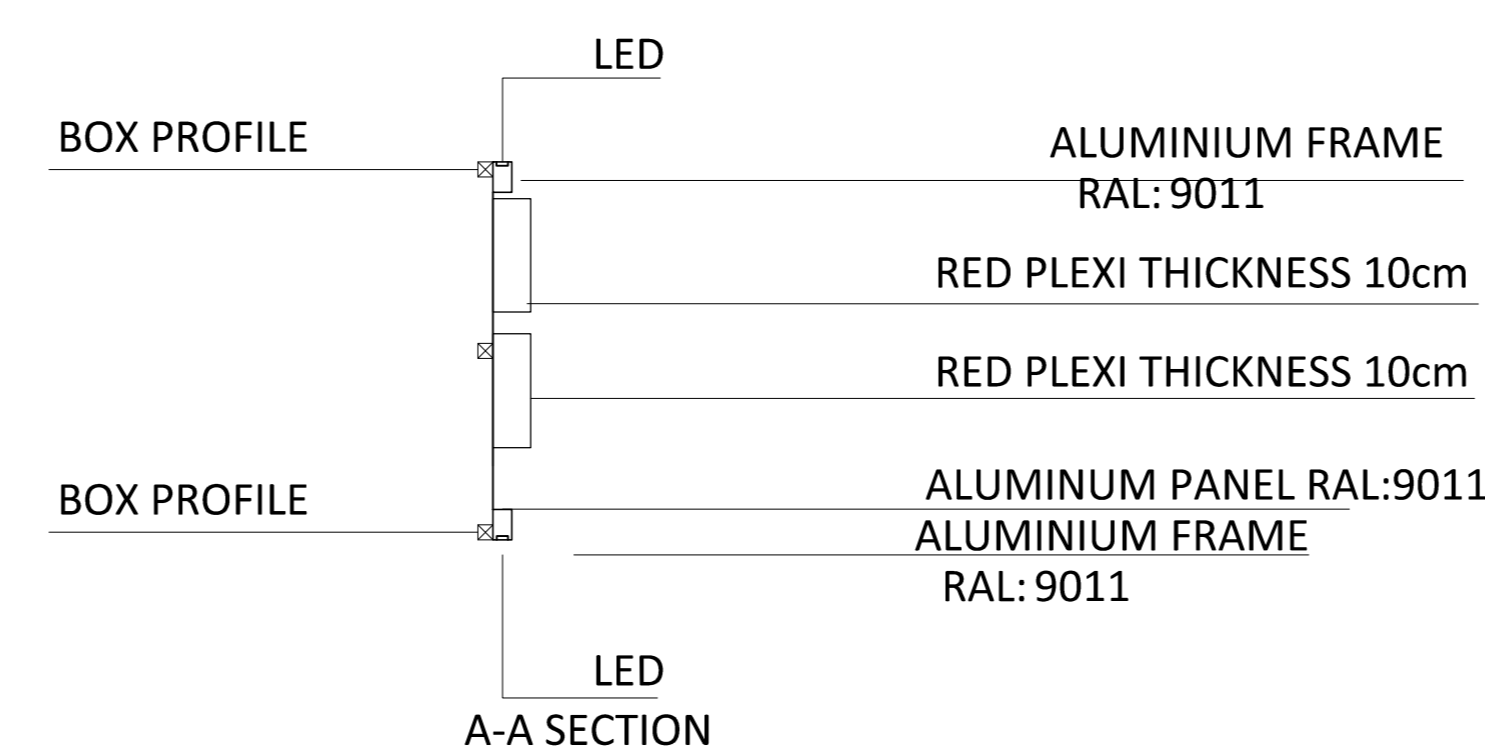 LED
BOX PROFILE
ALUMINIUM FRAME
RAL: 9011
RED PLEXI THICKNESS 10cm
RED PLEXI THICKNESS 10cm
ALUMINUM PANEL RAL:9011
BOX PROFILE
ALUMINIUM FRAME
RAL: 9011
LED
A-A SECTION